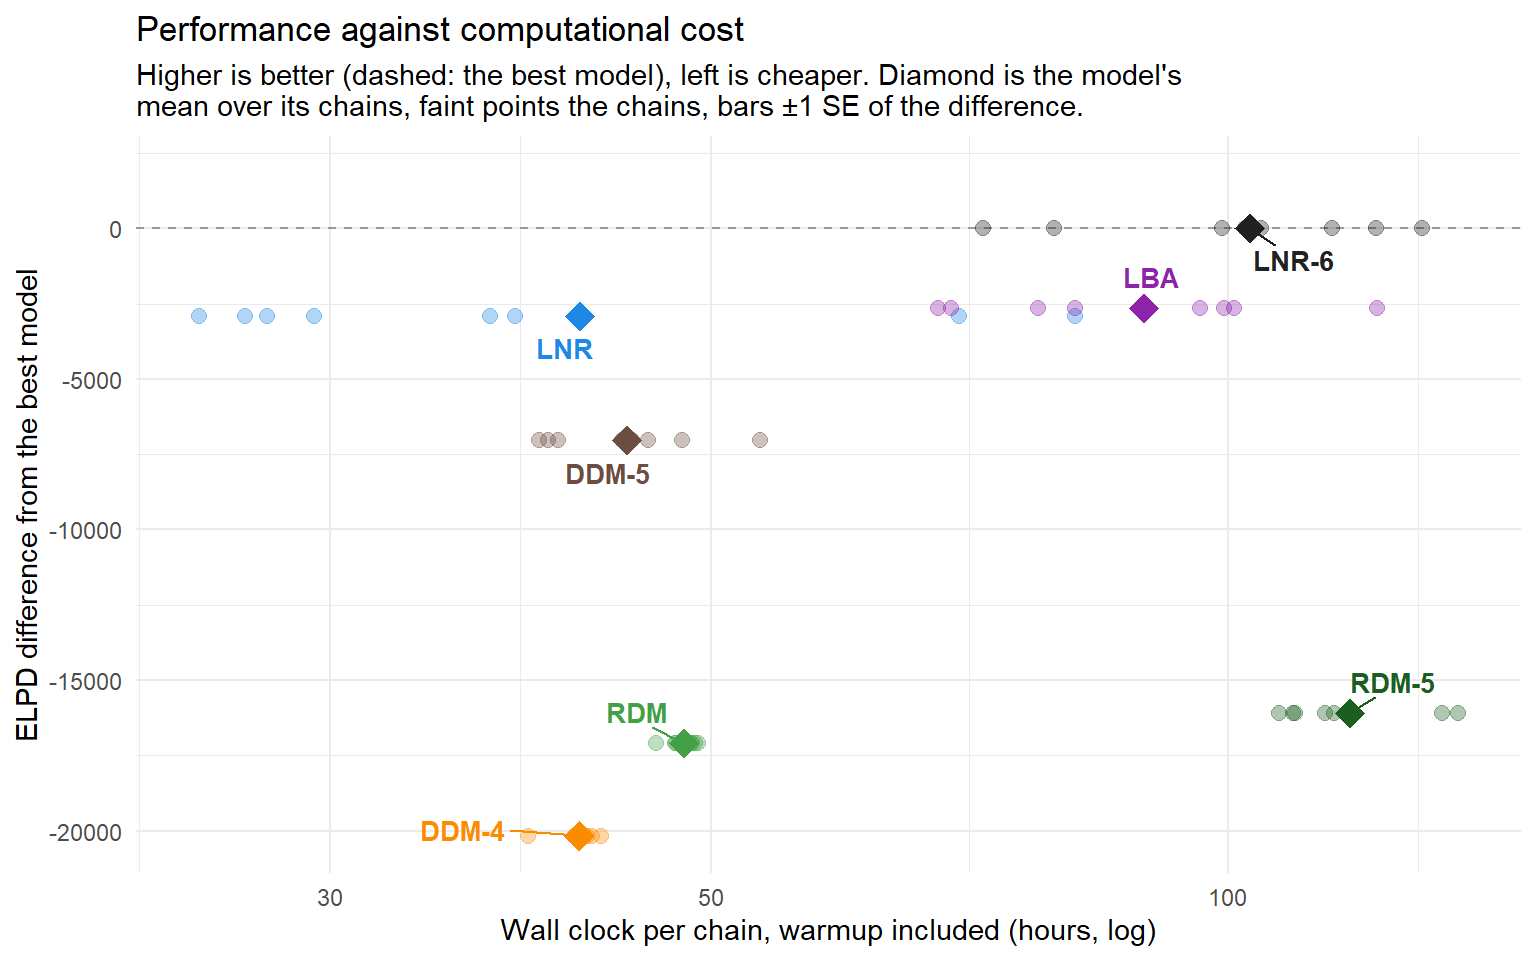 Performance against computational cost
Higher is better (dashed: the best model), left is cheaper. Diamond is the model's
mean over its chains, faint points the chains, bars ±1 SE of the difference.
ELPD difference from the best model
0
-5000
-10000
-15000
-20000
LNR-6
LBA
LNR
DDM-5
RDM-5
RDM
DDM-4
30
50
100
Wall clock per chain, warmup included (hours, log)